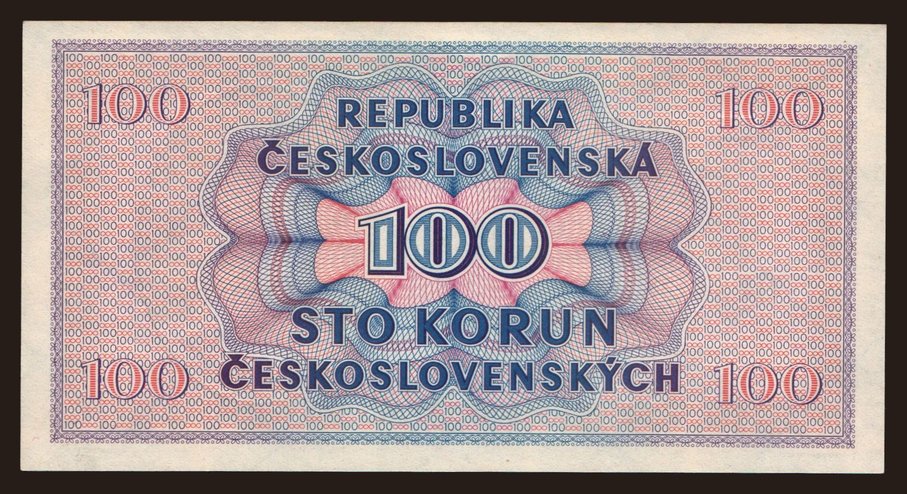 100 100
REPUBLIKA
ČESKOSLOVENSKÁ
100
STO KORUN
ČESKOSLOVENSKÝCH
100 100